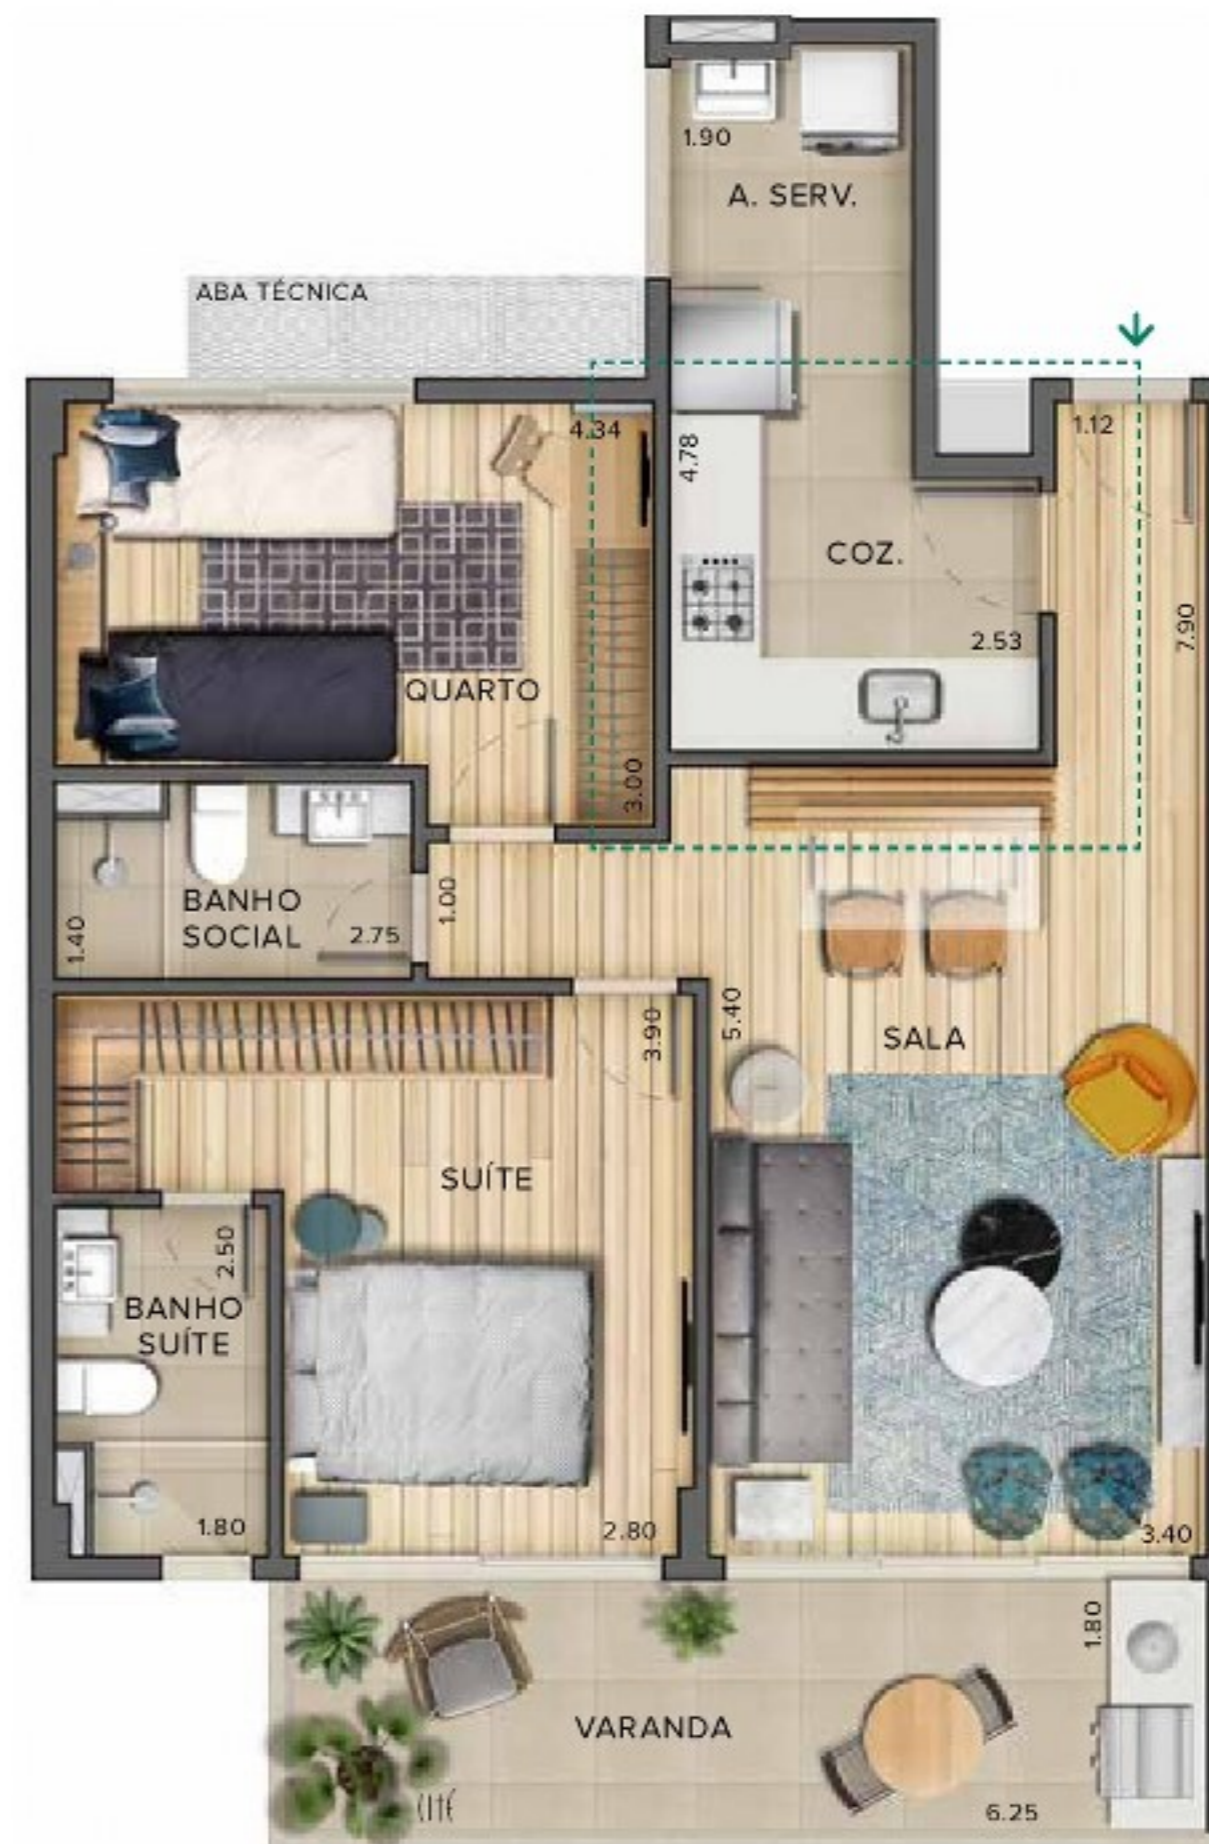 1.90
A. SERV.
ABA TÉCNICA
4.34
1.12
4.78
COZ.
2.53
7.90
QUARTO
3.00
BANHO
SOCIAL
1.40
2.75
1.00
3.90
5.40
SALA
SUÍTE
2.50
BANHO
SUÍTE
1.80
2.80
3.40
1.80
VARANDA
6.25